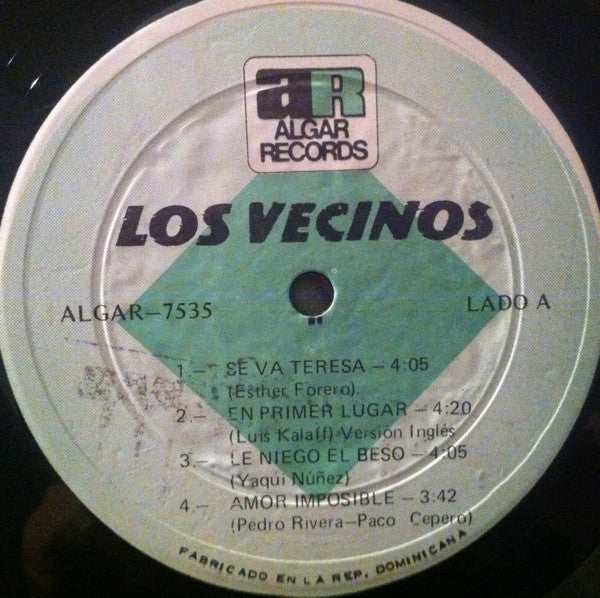 aR
ALGAR
RECORDS
LOS VECINOS
ALGAR—7535
LADO A
1.— SE VA TERESA — 4:05
(Esther Forero).
2.— EN PRIMER LUGAR — 4:20
(Luis Kalaff) Versión Inglés
3.— LE NIEGO EL BESO — 4:05
(Yaqui Núñez)
4.— AMOR IMPOSIBLE — 3:42
(Pedro Rivera—Paco Cepero)
FABRICADO EN LA REP. DOMINICANA